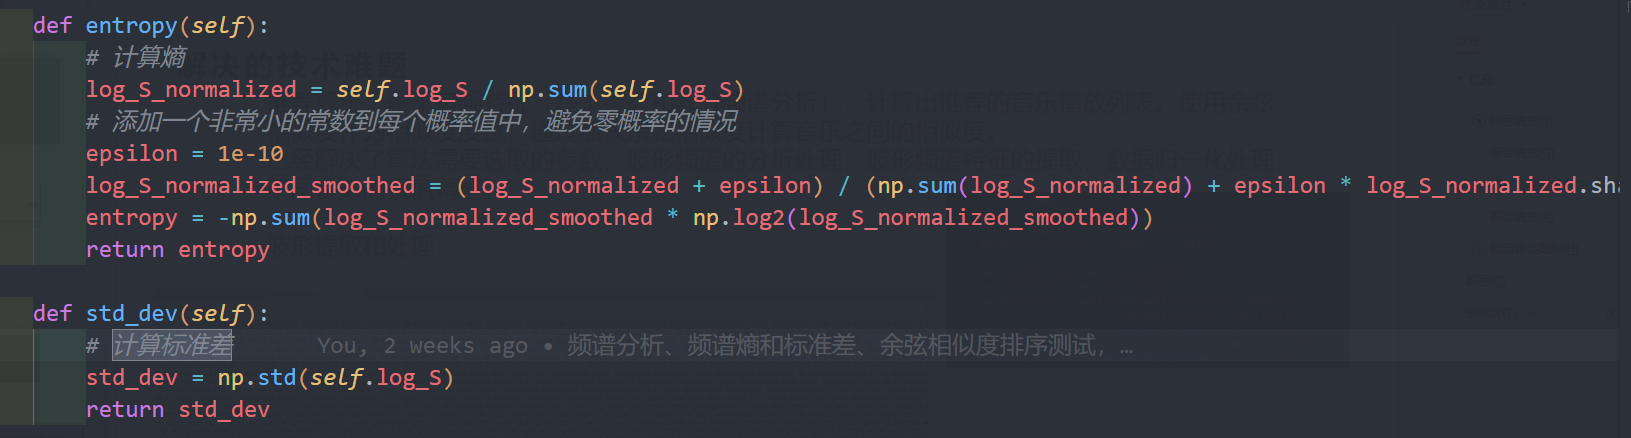 def entropy(self):
# 计算熵
log_S_normalized = self.log_S / np.sum(self.log_S)
# 添加一个非常小的常数到每个概率值中，避免零概率的情况
epsilon = 1e-10
log_S_normalized_smoothed = (log_S_normalized + epsilon) / (np.sum(log_S_normalized) + epsilon * log_S_normalized.sha
entropy = -np.sum(log_S_normalized_smoothed * np.log2(log_S_normalized_smoothed))
return entropy
def std_dev(self):
# 计算标准差 You, 2 weeks ago • 频谱分析、频谱熵和标准差、余弦相似度排序测试，…
std_dev = np.std(self.log_S)
return std_dev